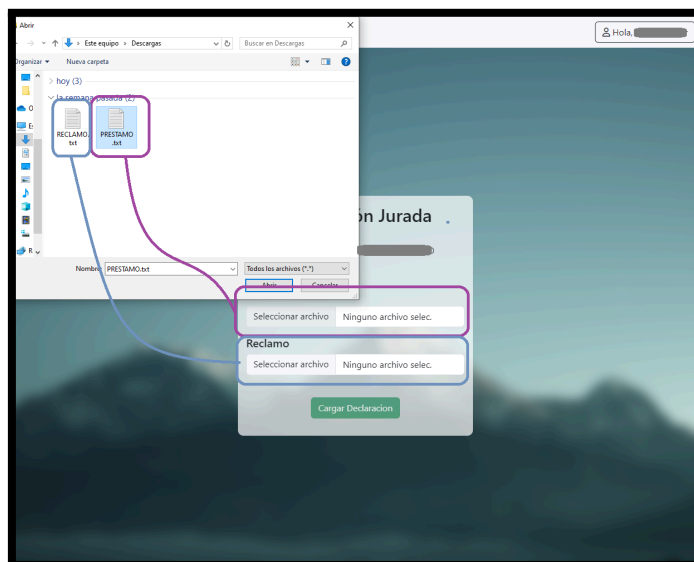 Abrir
Este equipo > Descargas
Buscar en Descargas
Organizar
Nueva carpeta
hoy (3)
la semana pasada (2)
RECLAMO.
txt
PRESTAMO
.txt
Nombre
PRESTAMO.txt
Todos los archivos (*.*)
Abrir
Cancelar
Hola,
ón Jurada
Seleccionar archivo
Ninguno archivo selec.
Reclamo
Seleccionar archivo
Ninguno archivo selec.
Cargar Declaracion